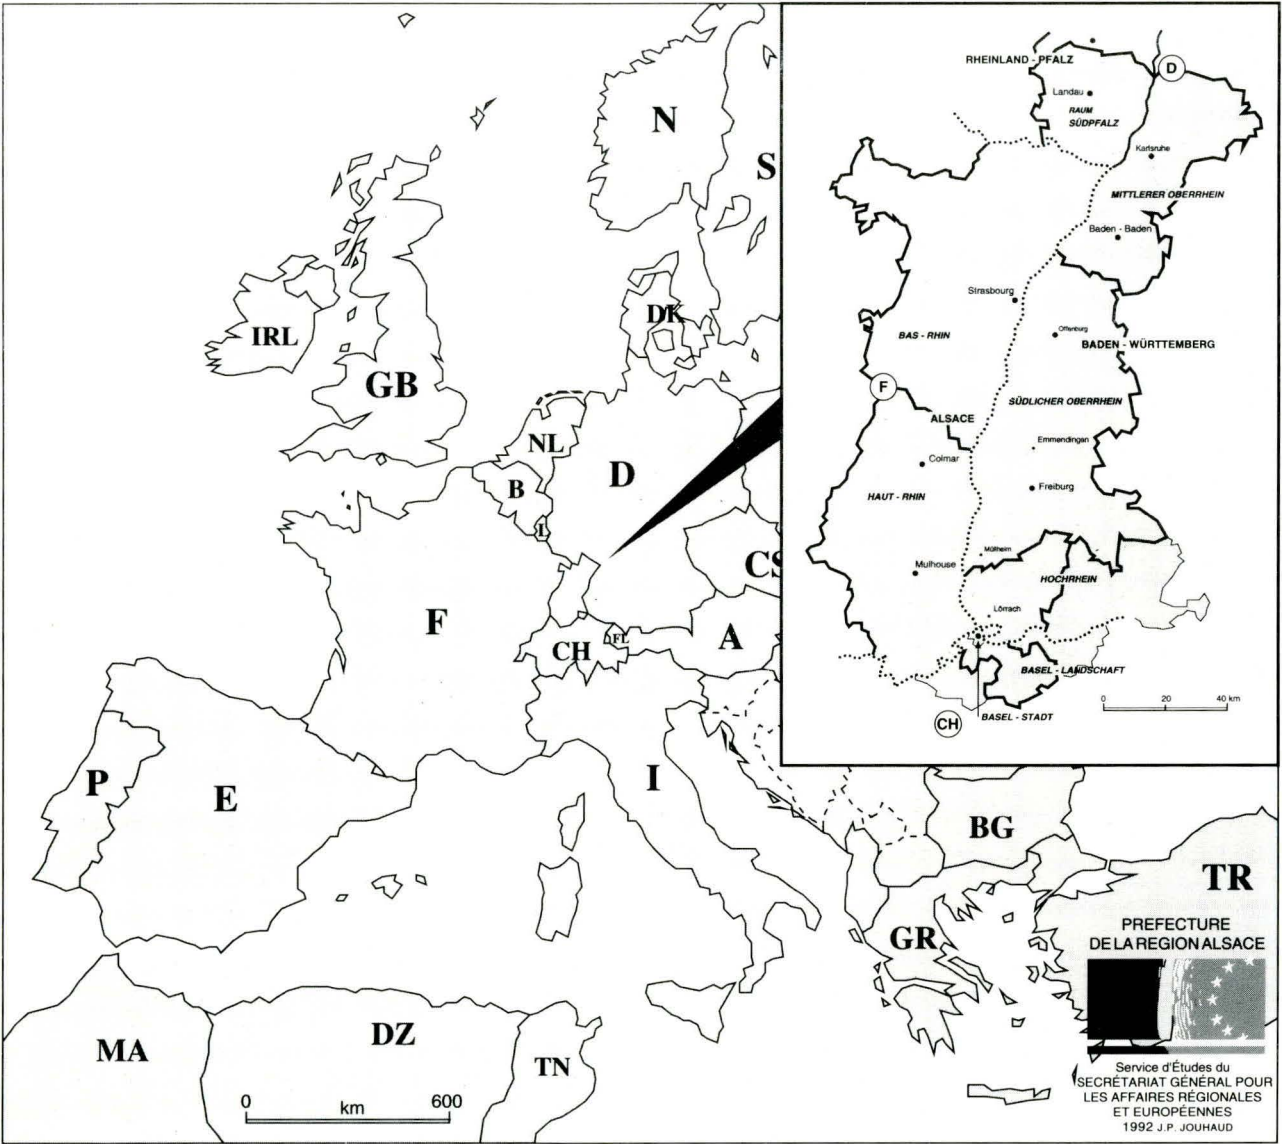 N
S
IRL
GB
DK
NL
B
L
D
CS
F
CH
FL
A
P
E
I
BG
TR
GR
MA
DZ
TN
0 km 600
RHEINLAND - PFALZ
D
Landau
RAUM
SÜDPFALZ
Karlsruhe
MITTLERER OBERRHEIN
Baden - Baden
Strasbourg
Offenburg
BAS - RHIN
BADEN - WÜRTTEMBERG
F
SÜDLICHER OBERRHEIN
ALSACE
Emmendingan
Colmar
Freiburg
HAUT - RHIN
Müllheim
Mulhouse
HOCHRHEIN
Lörrach
BASEL - LANDSCHAFT
0 20 40 km
BASEL - STADT
CH
PREFECTURE
DE LA REGION ALSACE
Service d'Études du
SECRÉTARIAT GÉNÉRAL POUR
LES AFFAIRES RÉGIONALES
ET EUROPÉENNES
1992 J.P. JOUHAUD